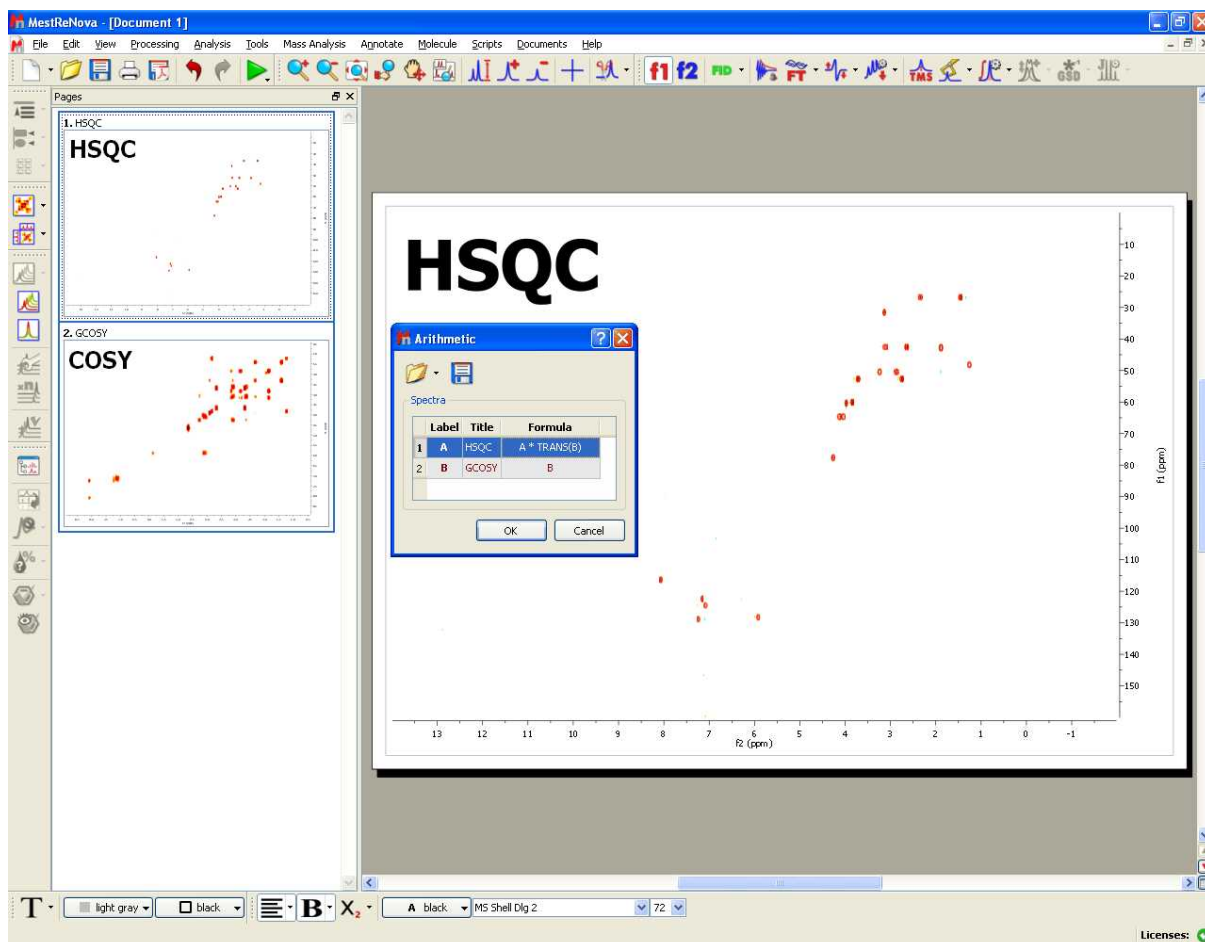 MestReNova - [Document 1]
File Edit View Processing Analysis Tools Mass Analysis Annotate Molecule Scripts Documents Help
f1 f2 FID FT TMS GSD
Pages
1. HSQC
HSQC
2. GCOSY
COSY
HSQC
Arithmetic
Spectra
Label Title Formula
1 A HSQC A * TRANS(B)
2 B GCOSY B
OK Cancel
10
20
30
40
50
60
70
80
90
100
110
120
130
140
150
f1 (ppm)
13 12 11 10 9 8 7 6 5 4 3 2 1 0 -1
f2 (ppm)
T light gray black B X2 A black MS Shell Dlg 2 72
Licenses: